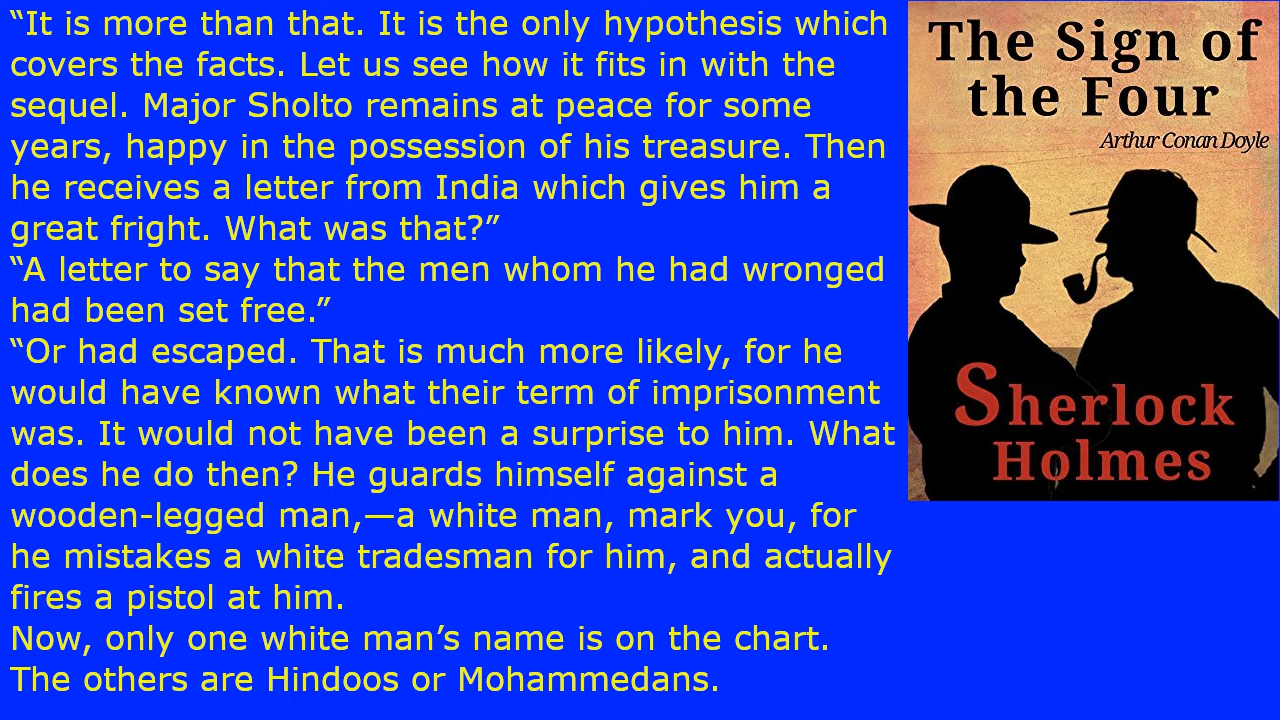 “It is more than that. It is the only hypothesis which
covers the facts. Let us see how it fits in with the
sequel. Major Sholto remains at peace for some
years, happy in the possession of his treasure. Then
he receives a letter from India which gives him a
great fright. What was that?”
“A letter to say that the men whom he had wronged
had been set free.”
“Or had escaped. That is much more likely, for he
would have known what their term of imprisonment
was. It would not have been a surprise to him. What
does he do then? He guards himself against a
wooden-legged man,—a white man, mark you, for
he mistakes a white tradesman for him, and actually
fires a pistol at him.
Now, only one white man’s name is on the chart.
The others are Hindoos or Mohammedans.
The Sign of
the Four
Arthur Conan Doyle
Sherlock
Holmes